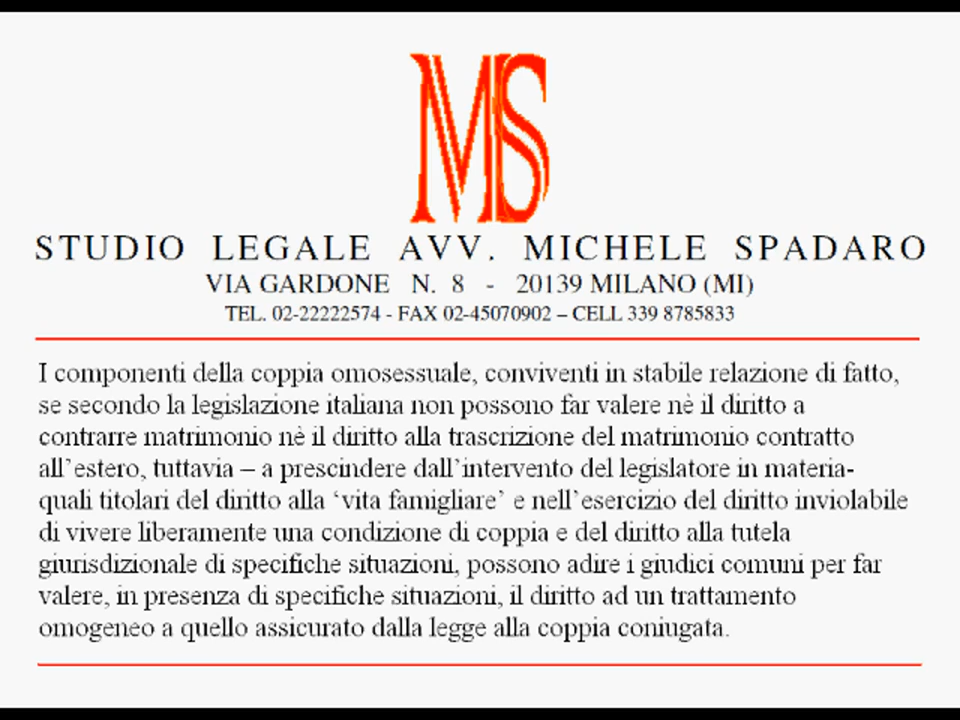 MS
STUDIO LEGALE AVV. MICHELE SPADARO
VIA GARDONE N. 8 - 20139 MILANO (MI)
TEL. 02-22222574 - FAX 02-45070902 – CELL 339 8785833
I componenti della coppia omosessuale, conviventi in stabile relazione di fatto,
se secondo la legislazione italiana non possono far valere nè il diritto a
contrarre matrimonio nè il diritto alla trascrizione del matrimonio contratto
all’estero, tuttavia – a prescindere dall’intervento del legislatore in materia-
quali titolari del diritto alla ‘vita famigliare’ e nell’esercizio del diritto inviolabile
di vivere liberamente una condizione di coppia e del diritto alla tutela
giurisdizionale di specifiche situazioni, possono adire i giudici comuni per far
valere, in presenza di specifiche situazioni, il diritto ad un trattamento
omogeneo a quello assicurato dalla legge alla coppia coniugata.